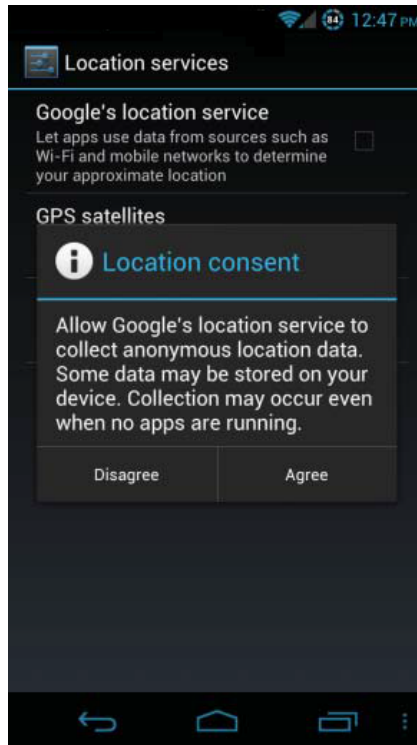 84 12:47 PM
Location services
Google's location service
Let apps use data from sources such as
Wi-Fi and mobile networks to determine
your approximate location
GPS satellites
Location consent
Allow Google's location service to
collect anonymous location data.
Some data may be stored on your
device. Collection may occur even
when no apps are running.
Disagree Agree